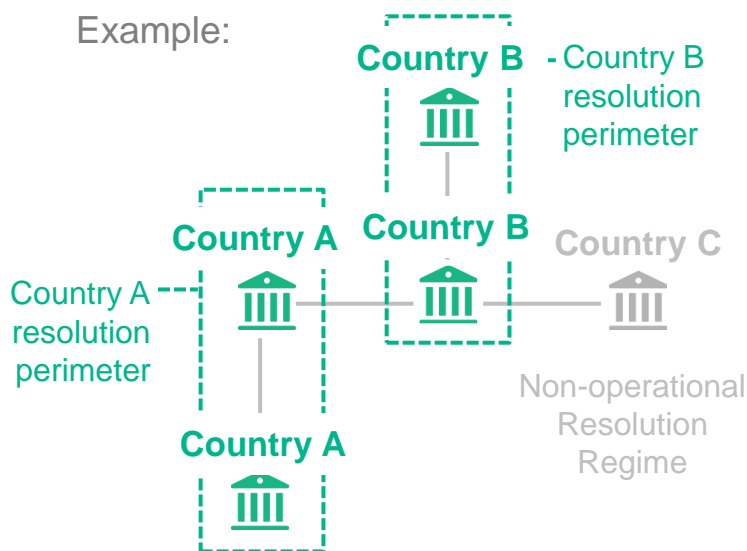 Example:
Country B
Country B
resolution
perimeter
Country A
Country B
Country C
Country A
resolution
perimeter
Non-operational
Resolution
Regime
Country A